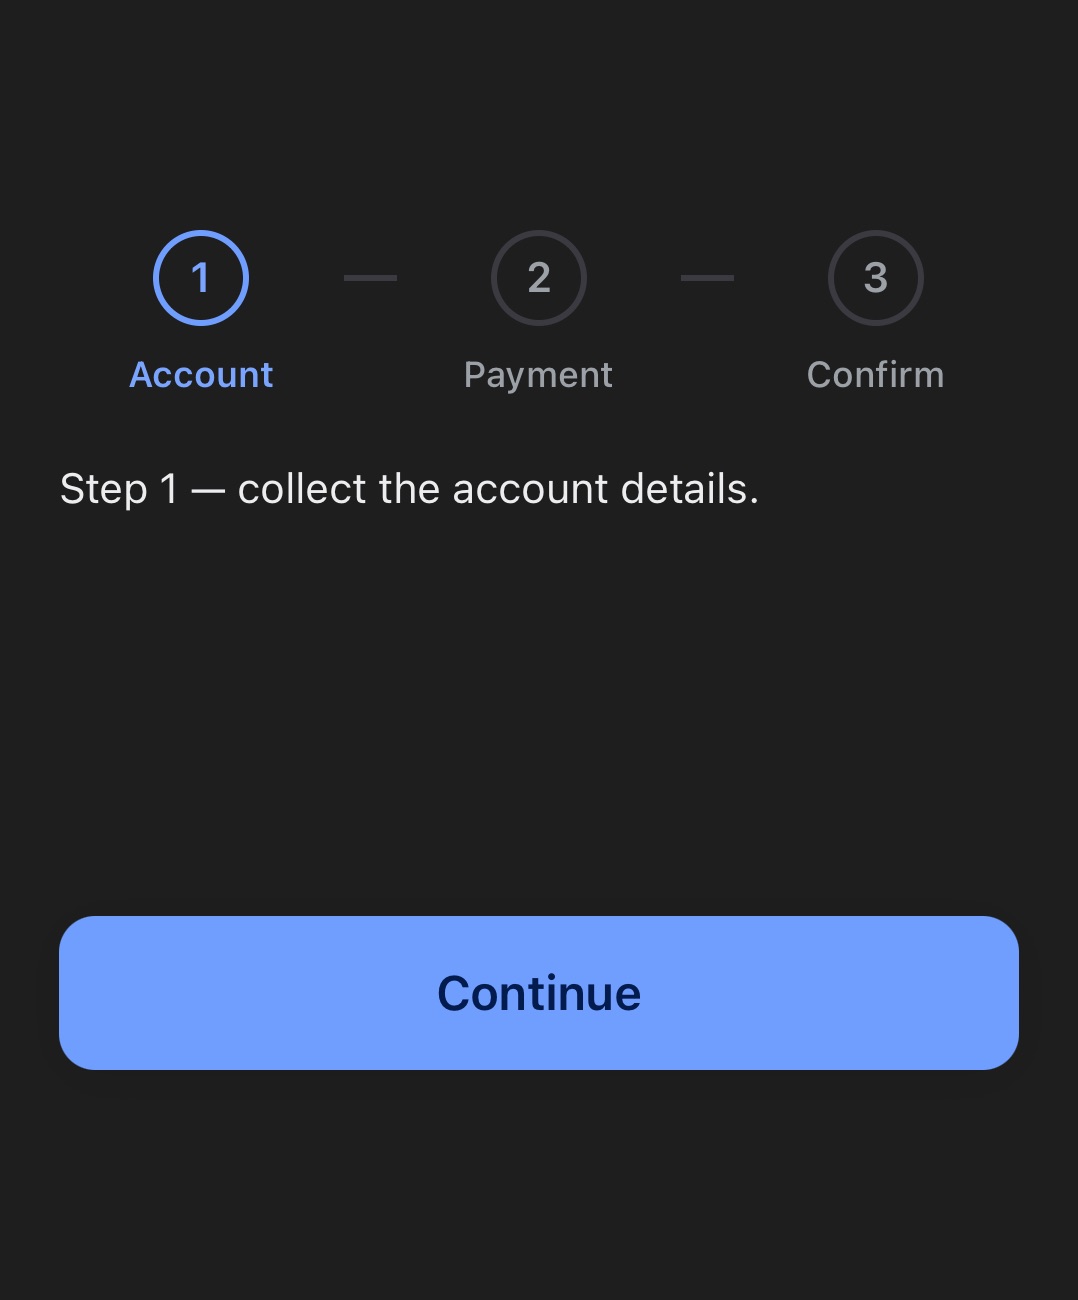 1 2 3
Account Payment Confirm
Step 1 — collect the account details.
Continue